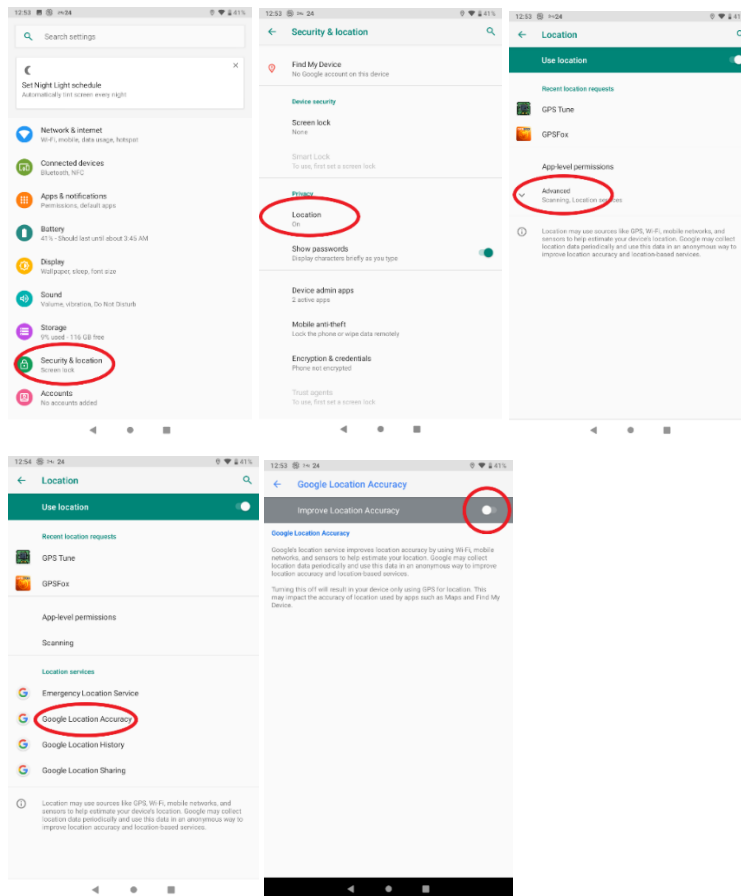 12:53 24 41%
Search settings
Set Night Light schedule
Automatically tint screen every night
Network & internet
Wi-Fi, mobile, data usage, hotspot
Connected devices
Bluetooth, NFC
Apps & notifications
Permissions, default apps
Battery
41% - Should last until about 3:45 AM
Display
Wallpaper, sleep, font size
Sound
Volume, vibration, Do Not Disturb
Storage
9% used - 116 GB free
Security & location
Screen lock
Accounts
No accounts added
12:53 24 41%
Security & location
Find My Device
No Google account on this device
Device security
Screen lock
None
Smart Lock
To use, first set a screen lock
Privacy
Location
On
Show passwords
Display characters briefly as you type
Device admin apps
2 active apps
Mobile anti-theft
Lock the phone or wipe data remotely
Encryption & credentials
Phone not encrypted
Trust agents
To use, first set a screen lock
12:53 24
Location
Use location
Recent location requests
GPS Tune
GPSFox
App-level permissions
Advanced
Scanning, Location services
Location may use sources like GPS, Wi-Fi, mobile networks, and
sensors to help estimate your device's location. Google may collect
location data periodically and use this data in an anonymous way to
improve location accuracy and location-based services.
12:54 24 41%
Location
Use location
Recent location requests
GPS Tune
GPSFox
App-level permissions
Scanning
Location services
Emergency Location Service
Google Location Accuracy
Google Location History
Google Location Sharing
Location may use sources like GPS, Wi-Fi, mobile networks, and
sensors to help estimate your device's location. Google may collect
location data periodically and use this data in an anonymous way to
improve location accuracy and location-based services.
12:53 24 41%
Google Location Accuracy
Improve Location Accuracy
Google Location Accuracy
Google's location service improves location accuracy by using Wi-Fi, mobile
networks, and sensors to help estimate your location. Google may collect
location data periodically and use this data in an anonymous way to improve
location accuracy and location-based services.
Turning this off will result in your device only using GPS for location. This
may impact the accuracy of location used by apps such as Maps and Find My
Device.